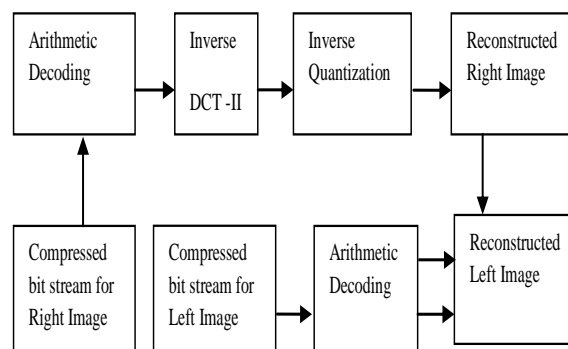 Arithmetic
Decoding
Inverse
DCT -II
Inverse
Quantization
Reconstructed
Right Image
Compressed
bit stream for
Right Image
Compressed
bit stream for
Left Image
Arithmetic
Decoding
Reconstructed
Left Image